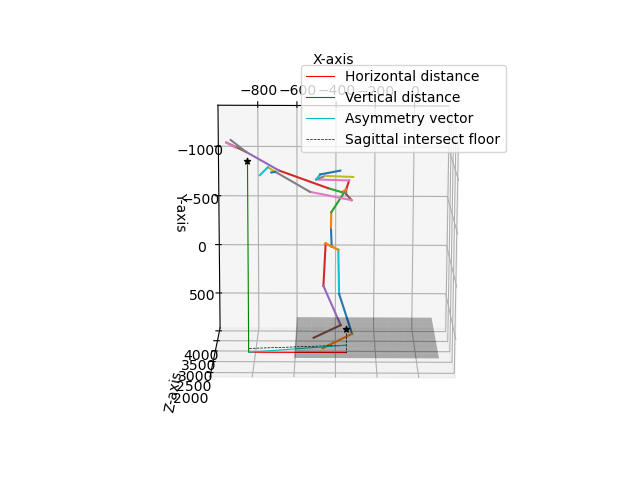 X-axis
−800 −600 −400 −200 0
Horizontal distance
Vertical distance
Asymmetry vector
Sagittal intersect floor
−1000
−500
Y-axis
0
500
4000
3500
3000
2500
2000
Z-axis